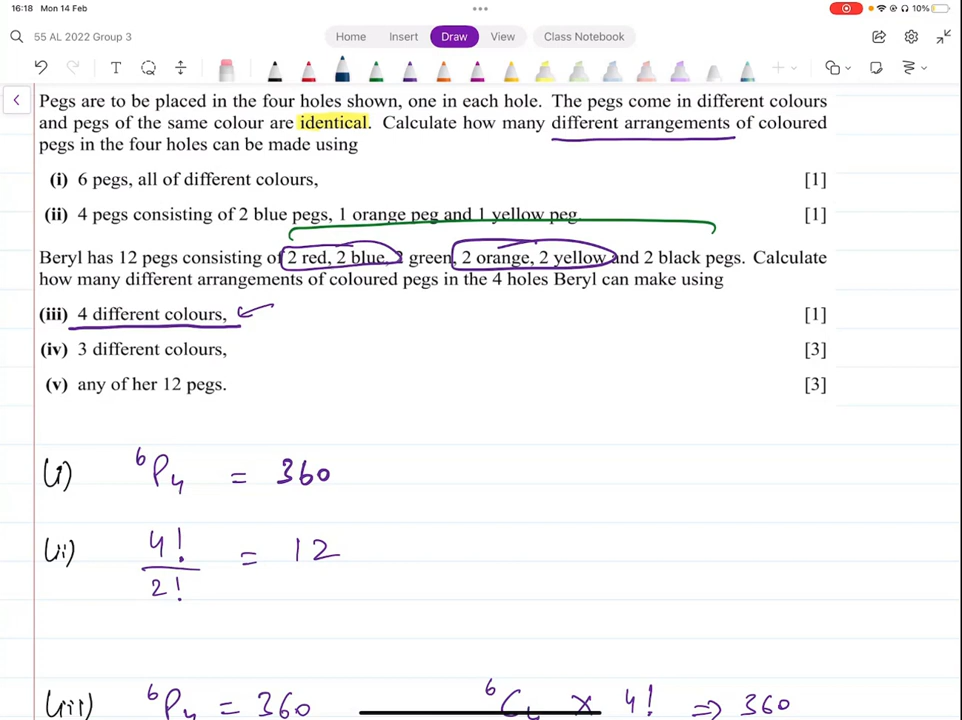 16:18 Mon 14 Feb
10%
55 AL 2022 Group 3
Home Insert Draw View Class Notebook
Pegs are to be placed in the four holes shown, one in each hole. The pegs come in different colours
and pegs of the same colour are identical. Calculate how many different arrangements of coloured
pegs in the four holes can be made using
(i) 6 pegs, all of different colours, [1]
(ii) 4 pegs consisting of 2 blue pegs, 1 orange peg and 1 yellow peg. [1]
Beryl has 12 pegs consisting of 2 red, 2 blue, 2 green, 2 orange, 2 yellow and 2 black pegs. Calculate
how many different arrangements of coloured pegs in the 4 holes Beryl can make using
(iii) 4 different colours, [1]
(iv) 3 different colours, [3]
(v) any of her 12 pegs. [3]
(i) ⁶P₄ = 360
(ii) 4!/2! = 12
(iii) ⁶P₄ = 360 ⁶C₄ × 4! ⇒ 360